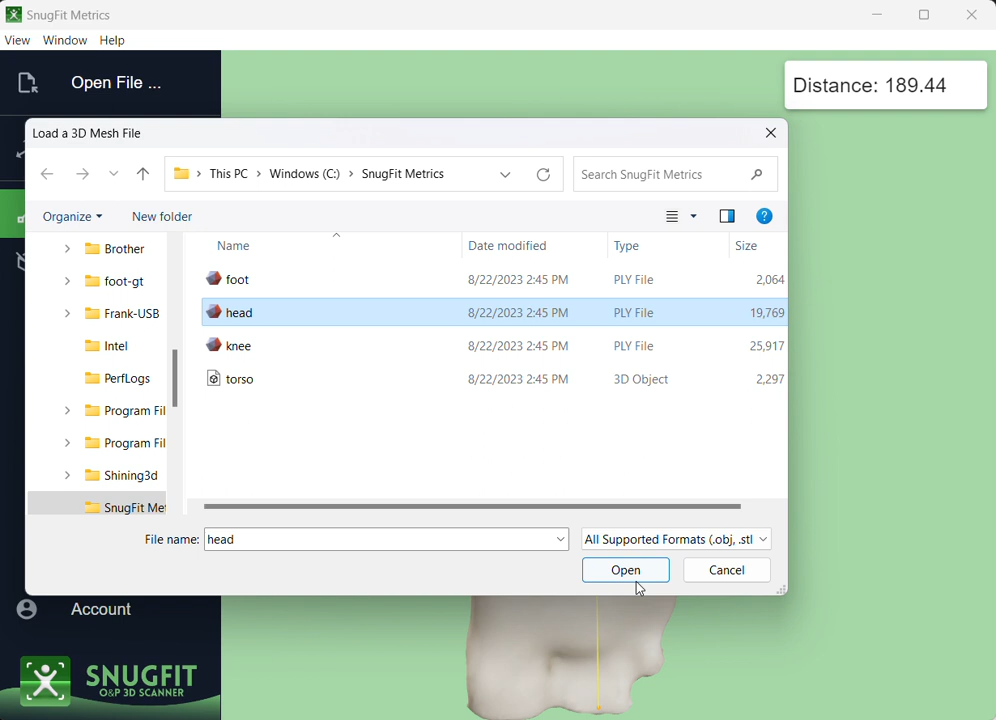 SnugFit Metrics
View Window Help
Open File ...
Distance: 189.44
Load a 3D Mesh File
This PC > Windows (C:) > SnugFit Metrics
Search SnugFit Metrics
Organize
New folder
Name Date modified Type Size
Brother
foot-gt
Frank-USB
Intel
PerfLogs
Program Fil
Program Fil
Shining3d
SnugFit Met
foot 8/22/2023 2:45 PM PLY File 2,064
head 8/22/2023 2:45 PM PLY File 19,769
knee 8/22/2023 2:45 PM PLY File 25,917
torso 8/22/2023 2:45 PM 3D Object 2,297
File name: head
All Supported Formats (.obj, .stl
Open
Cancel
Account
SNUGFIT
O&P 3D SCANNER